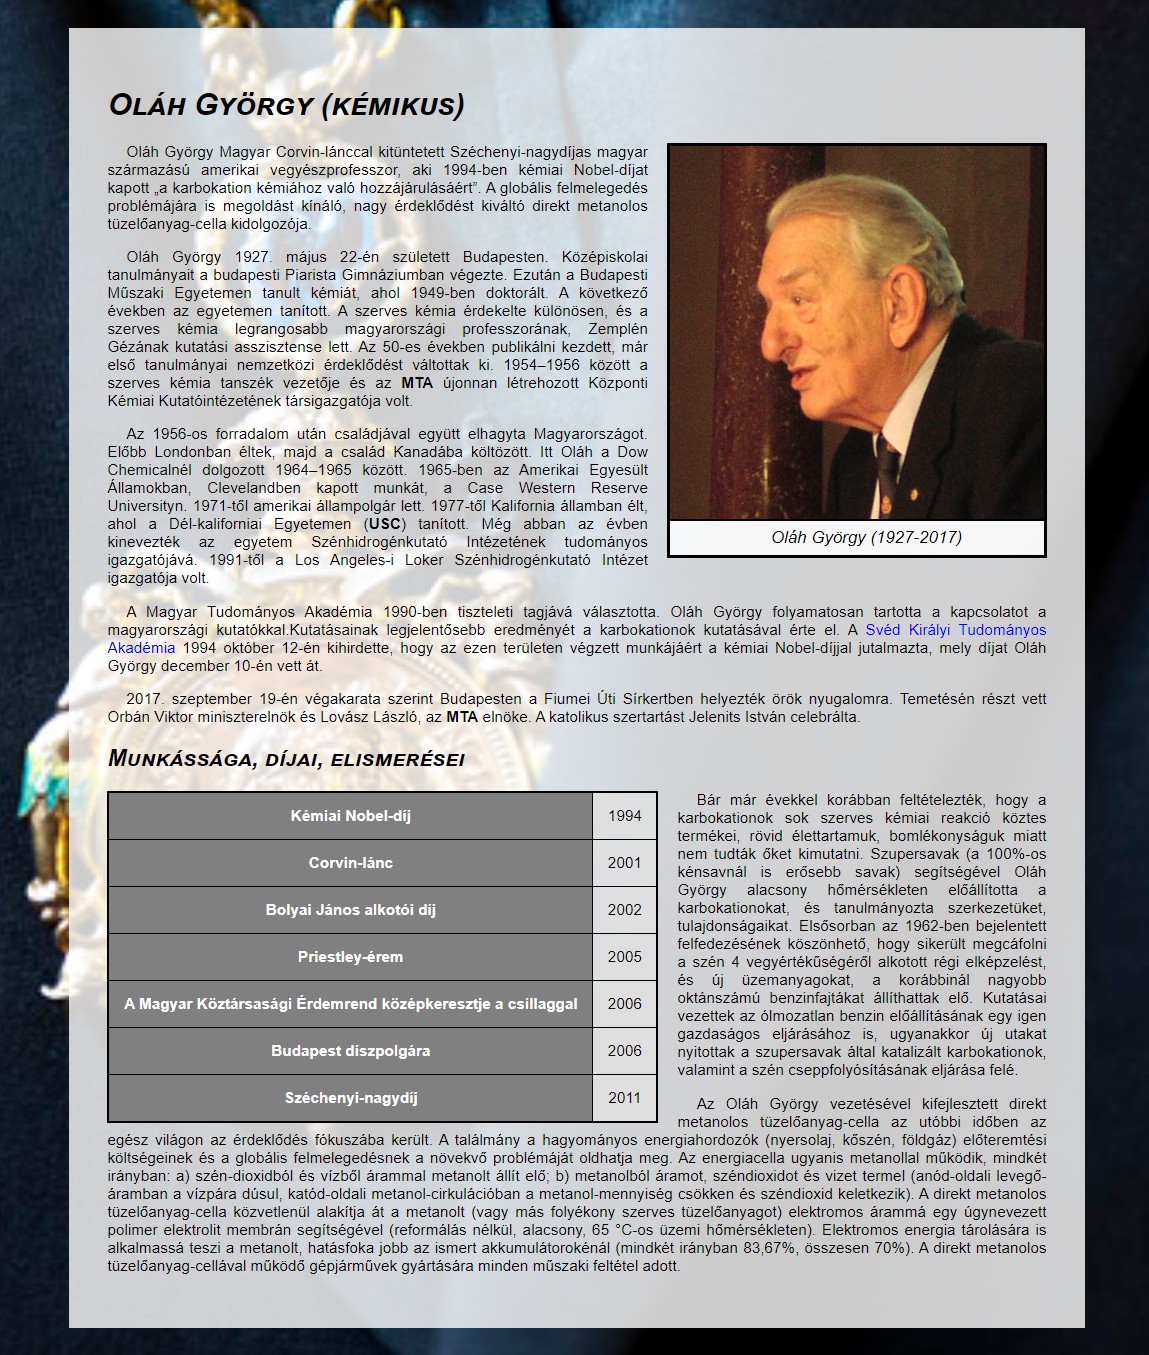 Oláh György (kémikus)
Oláh György Magyar Corvin-lánccal kitüntetett Széchenyi-nagydíjas magyar
származású amerikai vegyészprofesszor, aki 1994-ben kémiai Nobel-díjat
kapott „a karbokation kémiához való hozzájárulásáért”. A globális felmelegedés
problémájára is megoldást kínáló, nagy érdeklődést kiváltó direkt metanolos
tüzelőanyag-cella kidolgozója.
Oláh György 1927. május 22-én született Budapesten. Középiskolai
tanulmányait a budapesti Piarista Gimnáziumban végezte. Ezután a Budapesti
Műszaki Egyetemen tanult kémiát, ahol 1949-ben doktorált. A következő
években az egyetemen tanított. A szerves kémia érdekelte különösen, és a
szerves kémia legrangosabb magyarországi professzorának, Zemplén
Gézának kutatási asszisztense lett. Az 50-es években publikálni kezdett, már
első tanulmányai nemzetközi érdeklődést váltottak ki. 1954–1956 között a
szerves kémia tanszék vezetője és az MTA újonnan létrehozott Központi
Kémiai Kutatóintézetének társigazgatója volt.
Az 1956-os forradalom után családjával együtt elhagyta Magyarországot.
Előbb Londonban éltek, majd a család Kanadába költözött. Itt Oláh a Dow
Chemicalnél dolgozott 1964–1965 között. 1965-ben az Amerikai Egyesült
Államokban, Clevelandben kapott munkát, a Case Western Reserve
Universityn. 1971-től amerikai állampolgár lett. 1977-től Kalifornia államban élt,
ahol a Dél-kaliforniai Egyetemen (USC) tanított. Még abban az évben
kinevezték az egyetem Szénhidrogénkutató Intézetének tudományos
igazgatójává. 1991-től a Los Angeles-i Loker Szénhidrogénkutató Intézet
igazgatója volt.
Oláh György (1927-2017)
A Magyar Tudományos Akadémia 1990-ben tiszteleti tagjává választotta. Oláh György folyamatosan tartotta a kapcsolatot a
magyarországi kutatókkal.Kutatásainak legjelentősebb eredményét a karbokationok kutatásával érte el. A Svéd Királyi Tudományos
Akadémia 1994 október 12-én kihirdette, hogy az ezen területen végzett munkájáért a kémiai Nobel-díjjal jutalmazta, mely díjat Oláh
György december 10-én vett át.
2017. szeptember 19-én végakarata szerint Budapesten a Fiumei Úti Sírkertben helyezték örök nyugalomra. Temetésén részt vett
Orbán Viktor miniszterelnök és Lovász László, az MTA elnöke. A katolikus szertartást Jelenits István celebrálta.
Munkássága, díjai, elismerései
Kémiai Nobel-díj 1994
Corvin-lánc 2001
Bolyai János alkotói díj 2002
Priestley-érem 2005
A Magyar Köztársasági Érdemrend középkeresztje a csillaggal 2006
Budapest díszpolgára 2006
Széchenyi-nagydíj 2011
Bár már évekkel korábban feltételezték, hogy a
karbokationok sok szerves kémiai reakció köztes
termékei, rövid élettartamuk, bomlékonyságuk miatt
nem tudták őket kimutatni. Szupersavak (a 100%-os
kénsavnál is erősebb savak) segítségével Oláh
György alacsony hőmérsékleten előállította a
karbokationokat, és tanulmányozta szerkezetüket,
tulajdonságaikat. Elsősorban az 1962-ben bejelentett
felfedezésének köszönhető, hogy sikerült megcáfolni
a szén 4 vegyértékűségéről alkotott régi elképzelést,
és új üzemanyagokat, a korábbinál nagyobb
oktánszámú benzinfajtákat állíthattak elő. Kutatásai
vezettek az ólmozatlan benzin előállításának egy igen
gazdaságos eljárásához is, ugyanakkor új utakat
nyitottak a szupersavak által katalizált karbokationok,
valamint a szén cseppfolyósításának eljárása felé.
Az Oláh György vezetésével kifejlesztett direkt
metanolos tüzelőanyag-cella az utóbbi időben az
egész világon az érdeklődés fókuszába került. A találmány a hagyományos energiahordozók (nyersolaj, kőszén, földgáz) előteremtési
költségeinek és a globális felmelegedésnek a növekvő problémáját oldhatja meg. Az energiacella ugyanis metanollal működik, mindkét
irányban: a) szén-dioxidból és vízből árammal metanolt állít elő; b) metanolból áramot, széndioxidot és vizet termel (anód-oldali levegő-
áramban a vízpára dúsul, katód-oldali metanol-cirkulációban a metanol-mennyiség csökken és széndioxid keletkezik). A direkt metanolos
tüzelőanyag-cella közvetlenül alakítja át a metanolt (vagy más folyékony szerves tüzelőanyagot) elektromos árammá egy úgynevezett
polimer elektrolit membrán segítségével (reformálás nélkül, alacsony, 65 °C-os üzemi hőmérsékleten). Elektromos energia tárolására is
alkalmassá teszi a metanolt, hatásfoka jobb az ismert akkumulátorokénál (mindkét irányban 83,67%, összesen 70%). A direkt metanolos
tüzelőanyag-cellával működő gépjárművek gyártására minden műszaki feltétel adott.